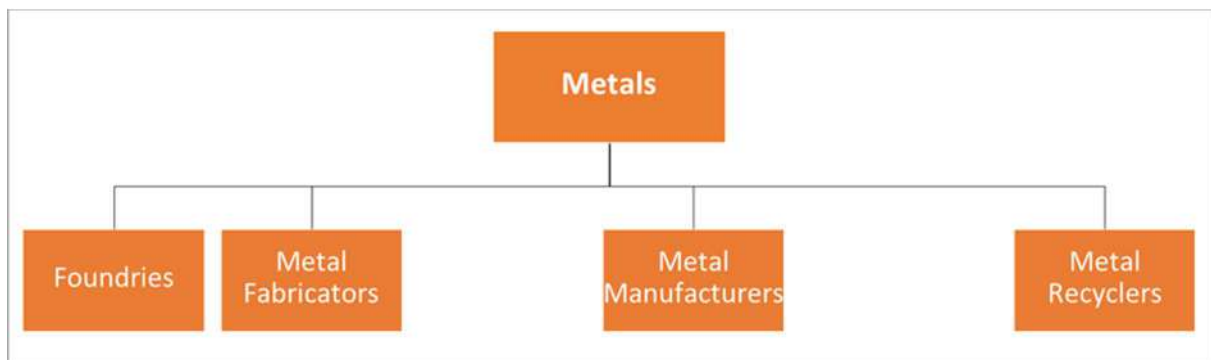 Metals
Foundries
Metal
Fabricators
Metal
Manufacturers
Metal
Recyclers